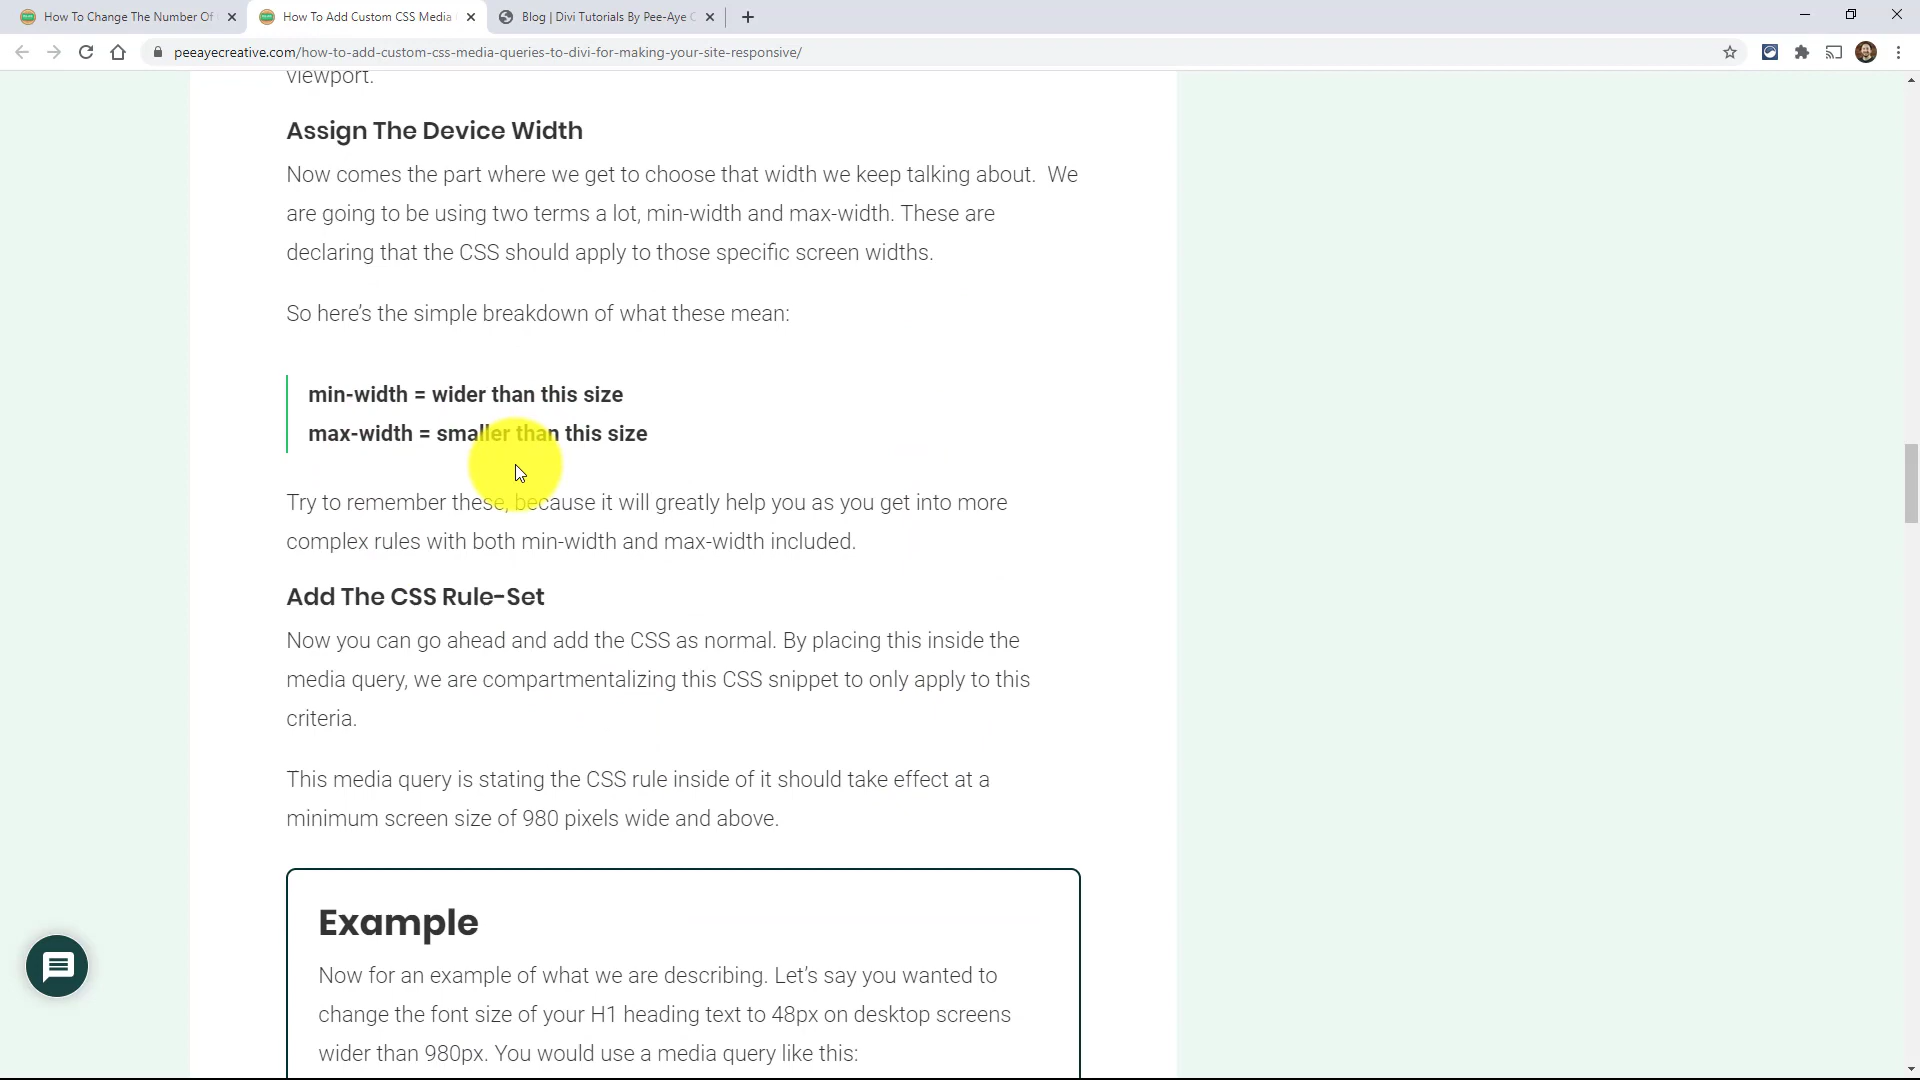 How To Change The Number Of
How To Add Custom CSS Media
Blog | Divi Tutorials By Pee-Aye C
peeayecreative.com/how-to-add-custom-css-media-queries-to-divi-for-making-your-site-responsive/
viewport.
Assign The Device Width
Now comes the part where we get to choose that width we keep talking about.  We
are going to be using two terms a lot, min-width and max-width. These are
declaring that the CSS should apply to those specific screen widths.
So here’s the simple breakdown of what these mean:
min-width = wider than this size
max-width = smaller than this size
Try to remember these, because it will greatly help you as you get into more
complex rules with both min-width and max-width included.
Add The CSS Rule-Set
Now you can go ahead and add the CSS as normal. By placing this inside the
media query, we are compartmentalizing this CSS snippet to only apply to this
criteria.
This media query is stating the CSS rule inside of it should take effect at a
minimum screen size of 980 pixels wide and above.
Example
Now for an example of what we are describing. Let’s say you wanted to
change the font size of your H1 heading text to 48px on desktop screens
wider than 980px. You would use a media query like this: